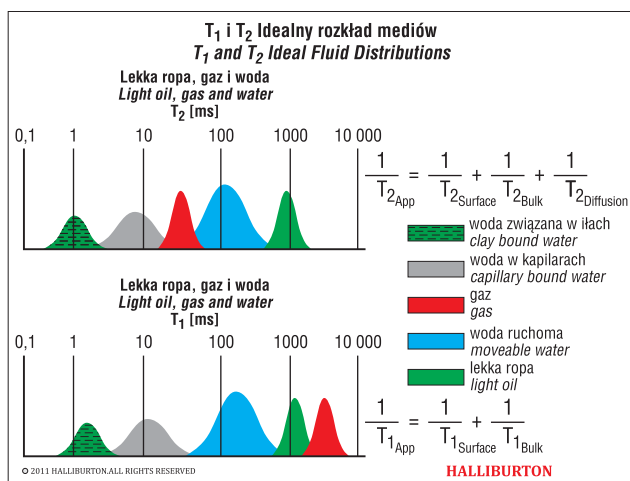 T1 i T2 Idealny rozkład mediów
T1 and T2 Ideal Fluid Distributions
Lekka ropa, gaz i woda
Light oil, gas and water
T2 [ms]
0,1 1 10 100 1000 10 000
1/T2App = 1/T2Surface + 1/T2Bulk + 1/T2Diffusion
woda związana w iłach
clay bound water
woda w kapilarach
capillary bound water
gaz
gas
woda ruchoma
moveable water
lekka ropa
light oil
Lekka ropa, gaz i woda
Light oil, gas and water
T1 [ms]
0,1 1 10 100 1000 10 000
1/T1App = 1/T1Surface + 1/T1Bulk
© 2011 HALLIBURTON.ALL RIGHTS RESERVED
HALLIBURTON